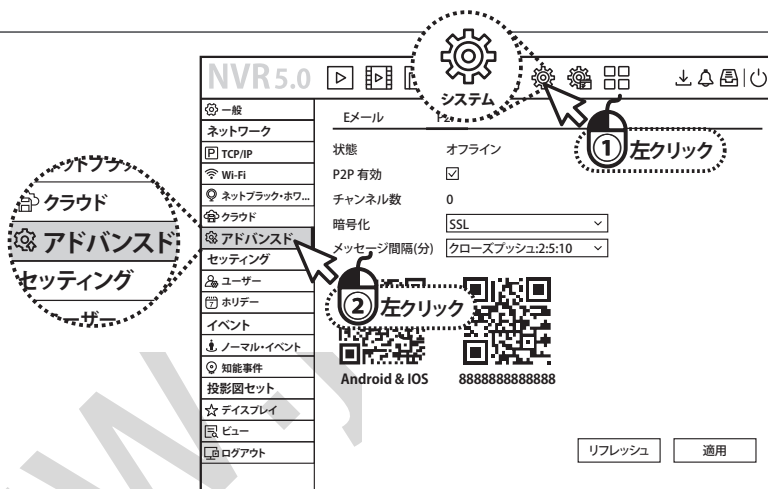 NVR 5.0
システム
一般
ネットワーク
TCP/IP
Wi-Fi
ネットブラック・ホワ...
クラウド
アドバンスド
セッティング
ユーザー
ホリデー
イベント
ノーマル・イベント
知能事件
投影図セット
デイスプレイ
ビュー
ログアウト
クラウド
アドバンスド
セッティング
Eメール
状態 オフライン
P2P 有効
チャンネル数 0
暗号化 SSL
メッセージ間隔(分) クローズプッシュ:2:5:10
① 左クリック
② 左クリック
Android & IOS 8888888888888
リフレッシュ 適用